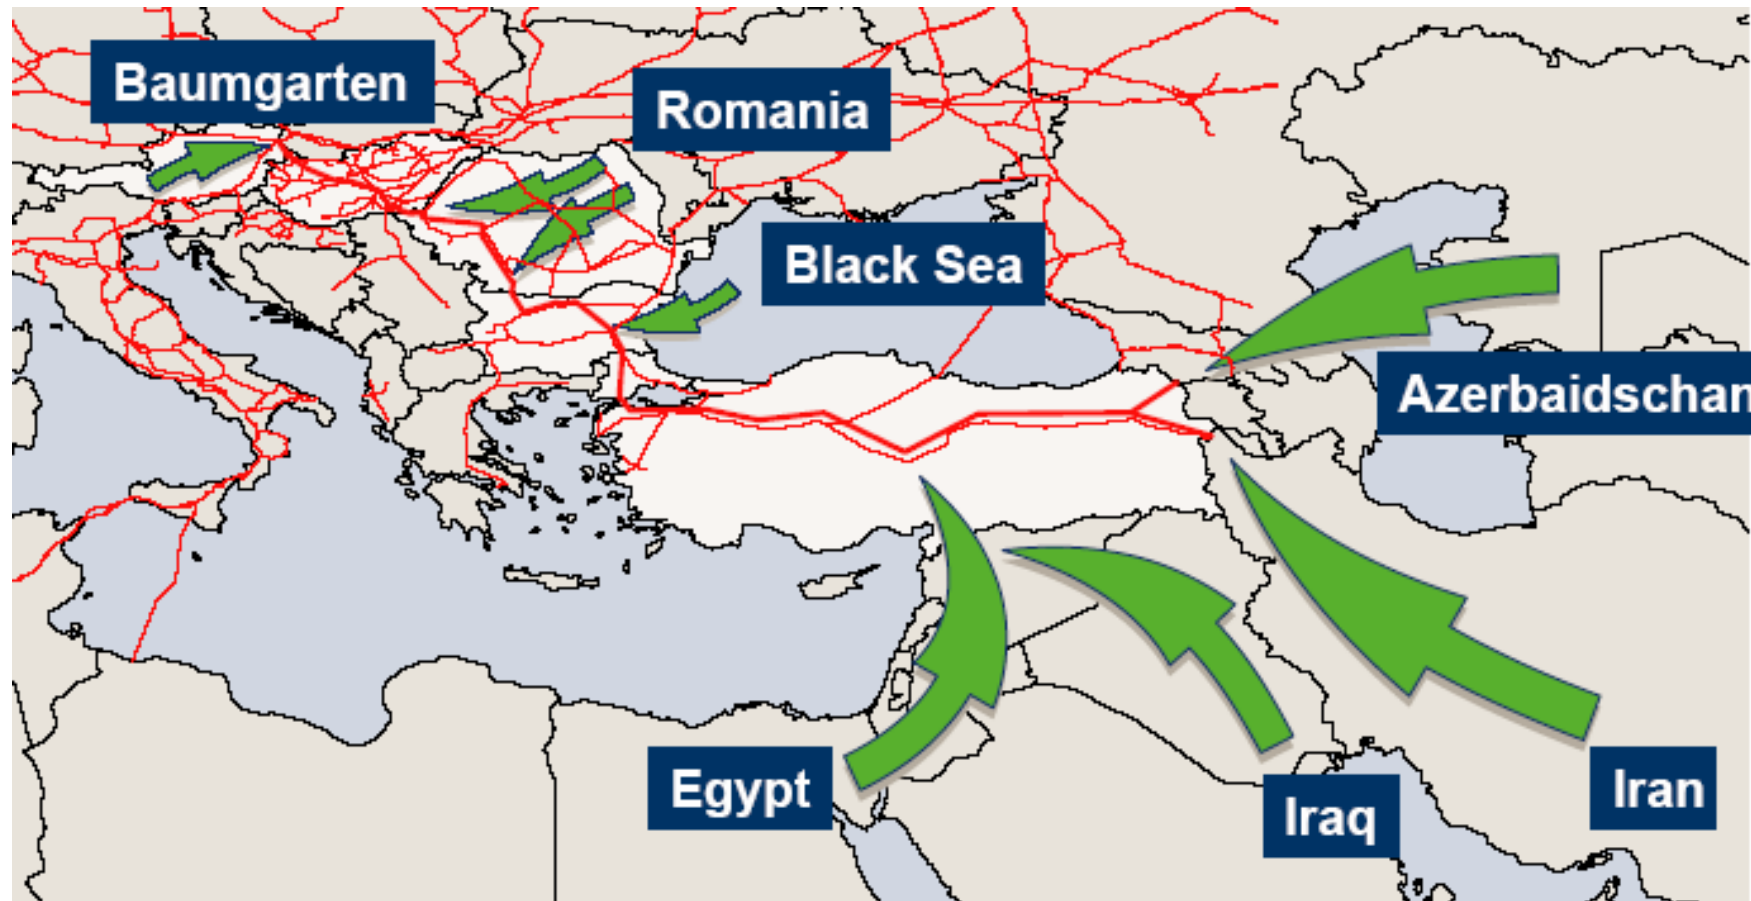 Baumgarten
Romania
Black Sea
Azerbaidschan
Egypt
Iraq
Iran